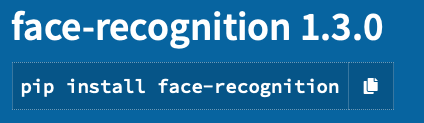 face-recognition 1.3.0
pip install face-recognition